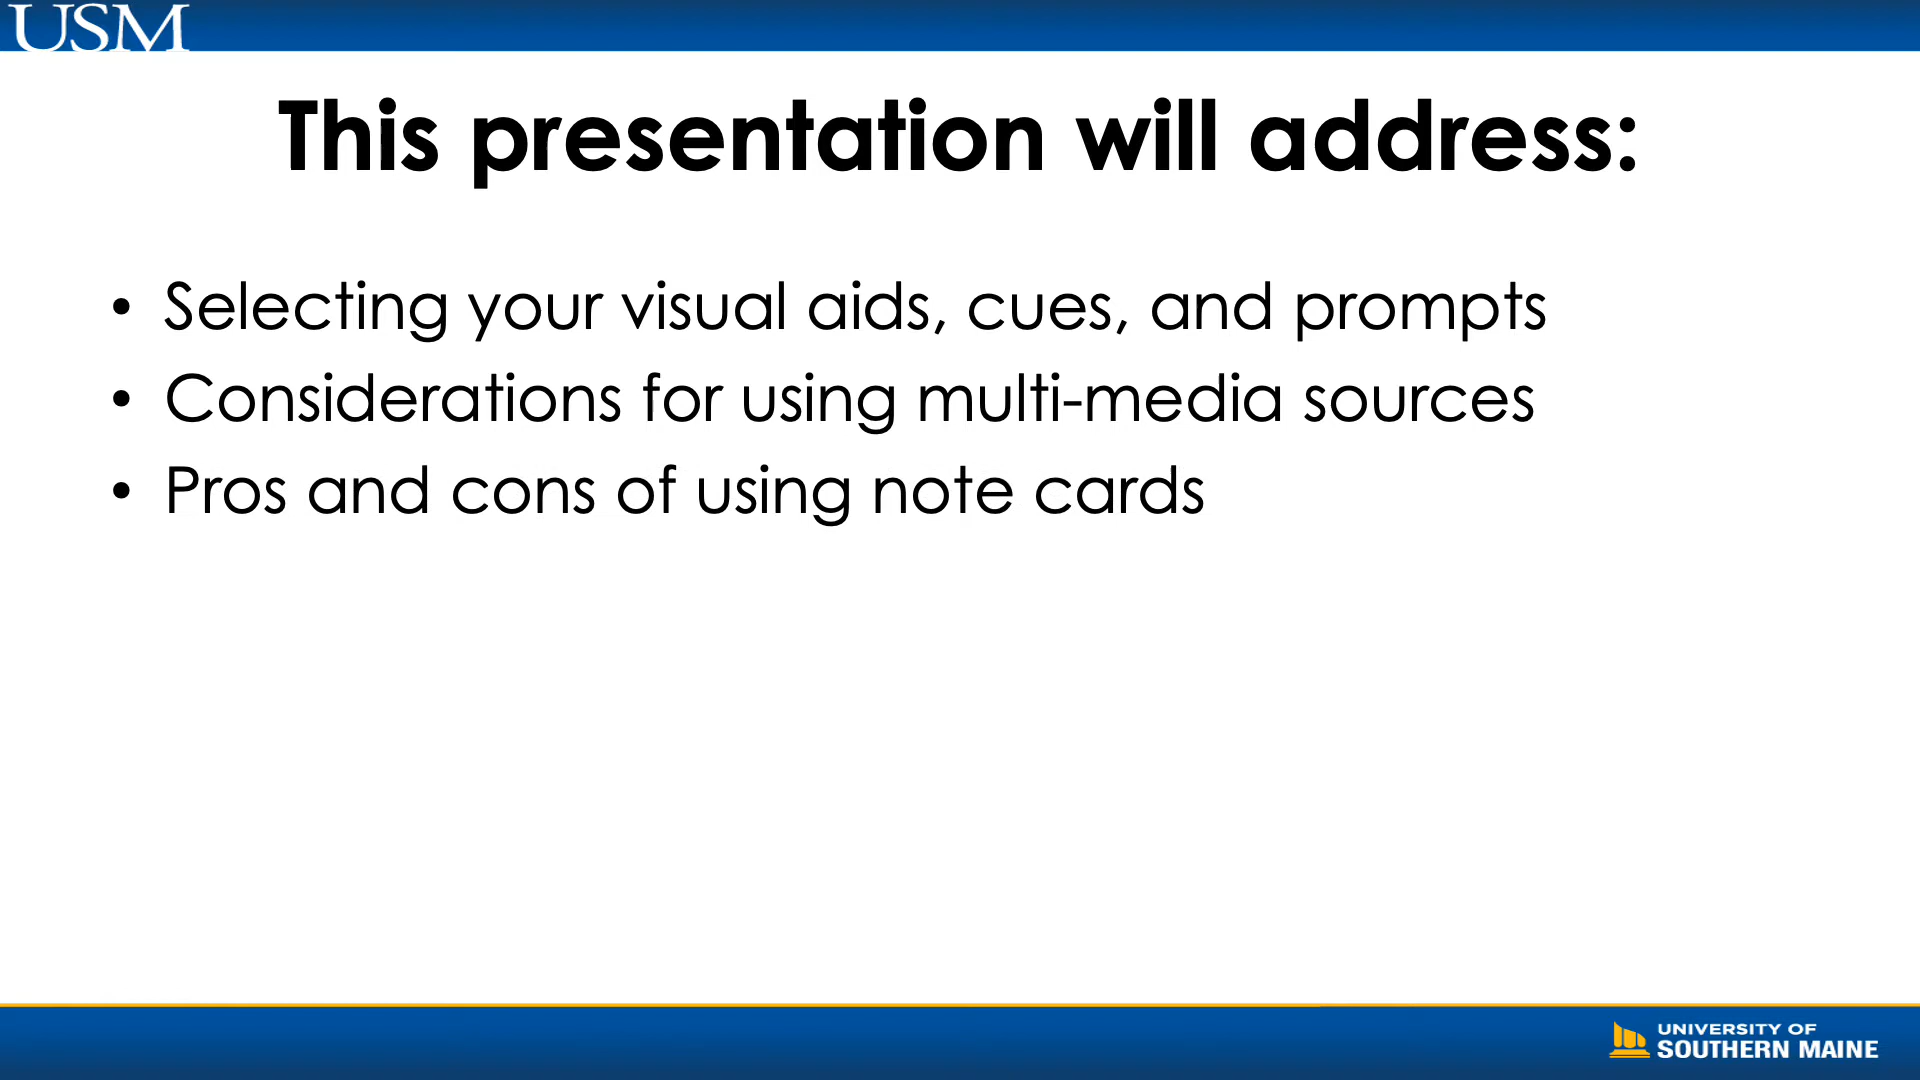 USM
This presentation will address:
• Selecting your visual aids, cues, and prompts
• Considerations for using multi-media sources
• Pros and cons of using note cards
UNIVERSITY OF
SOUTHERN MAINE